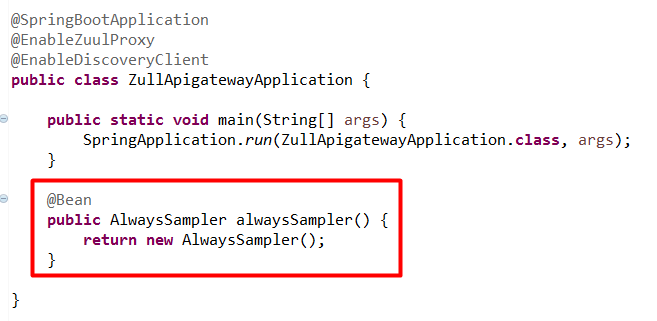 @SpringBootApplication
@EnableZuulProxy
@EnableDiscoveryClient
public class ZullApigatewayApplication {
public static void main(String[] args) {
SpringApplication.run(ZullApigatewayApplication.class, args);
}
@Bean
public AlwaysSampler alwaysSampler() {
return new AlwaysSampler();
}
}